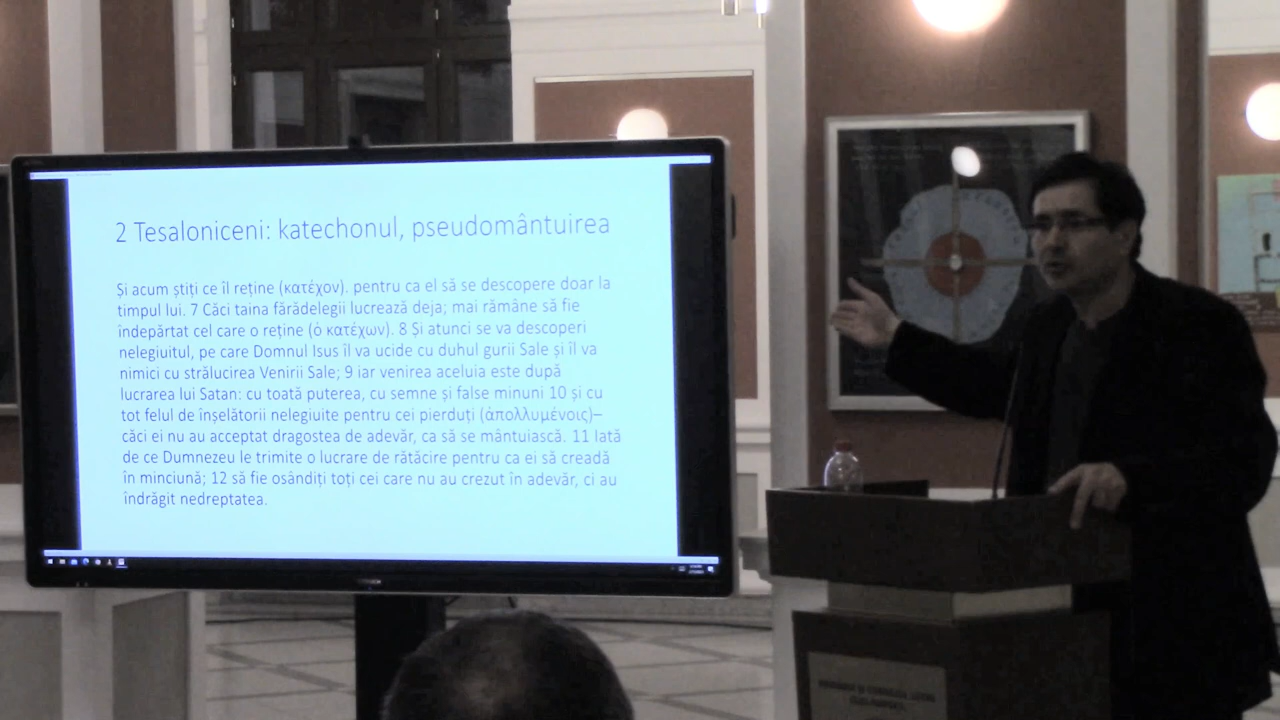 2 Tesaloniceni: katechonul, pseudomântuirea
Și acum știți ce îl reține (κατέχον). pentru ca el să se descopere doar la
timpul lui. 7 Căci taina fărădelegii lucrează deja; mai rămâne să fie
îndepărtat cel care o reține (ὁ κατέχων). 8 Și atunci se va descoperi
nelegiuitul, pe care Domnul Isus îl va ucide cu duhul gurii Sale și îl va
nimici cu strălucirea Venirii Sale; 9 iar venirea aceluia este după
lucrarea lui Satan: cu toată puterea, cu semne și false minuni 10 și cu
tot felul de înșelătorii nelegiuite pentru cei pierduți (ἀπολλυμένοις)–
căci ei nu au acceptat dragostea de adevăr, ca să se mântuiască. 11 Iată
de ce Dumnezeu le trimite o lucrare de rătăcire pentru ca ei să creadă
în minciună; 12 să fie osândiți toți cei care nu au crezut în adevăr, ci au
îndrăgit nedreptatea.